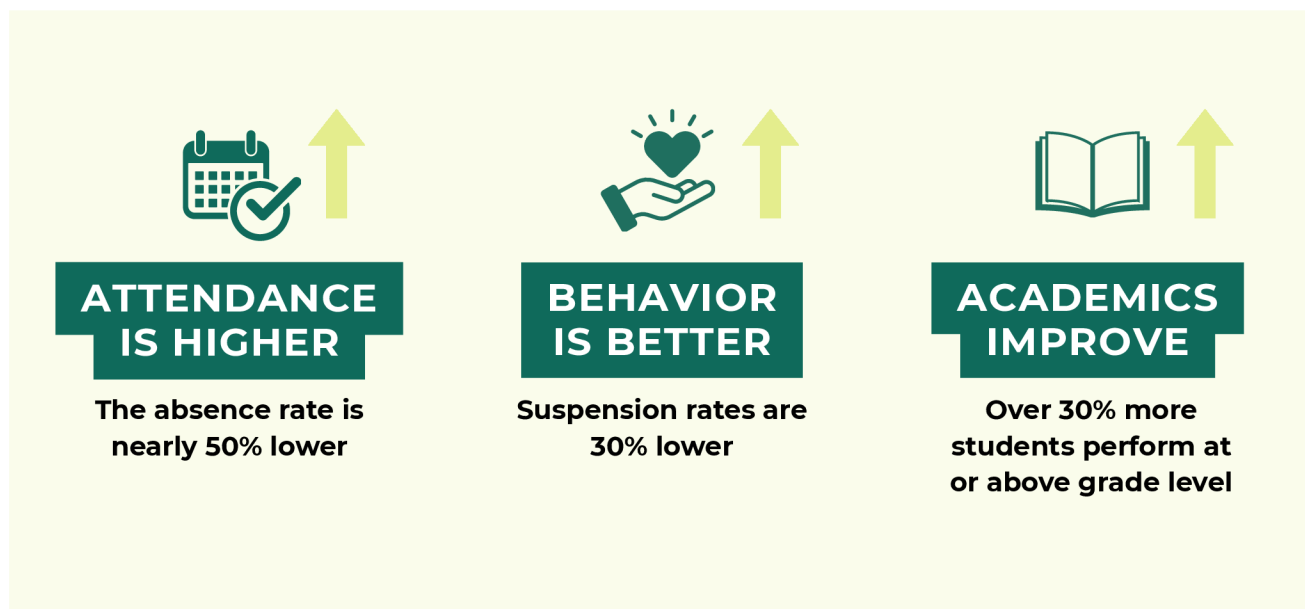 ATTENDANCE
IS HIGHER
The absence rate is
nearly 50% lower
BEHAVIOR
IS BETTER
Suspension rates are
30% lower
ACADEMICS
IMPROVE
Over 30% more
students perform at
or above grade level